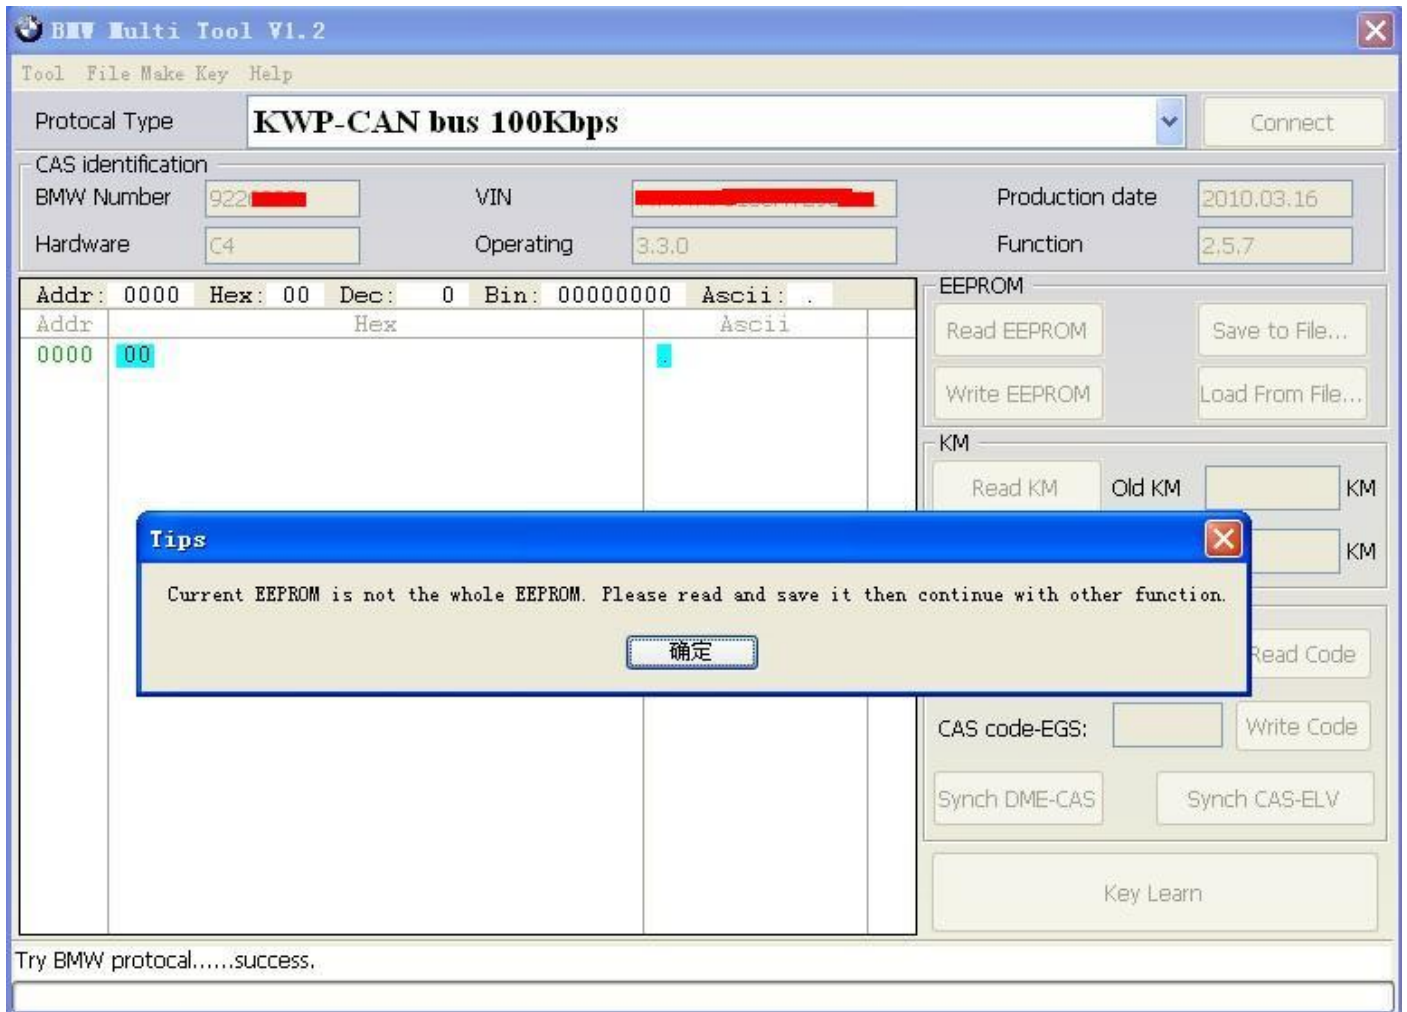 BMW Multi Tool V1.2
Tool File Make Key Help
Protocal Type KWP-CAN bus 100Kbps Connect
CAS identification
BMW Number 922 VIN Production date 2010.03.16
Hardware C4 Operating 3.3.0 Function 2.5.7
Addr: 0000 Hex: 00 Dec: 0 Bin: 00000000 Ascii: .
Addr Hex Ascii
0000 00 .
EEPROM
Read EEPROM Save to File...
Write EEPROM Load From File...
KM
Read KM Old KM KM
KM
Tips
Current EEPROM is not the whole EEPROM. Please read and save it then continue with other function.
确定
Read Code
CAS code-EGS: Write Code
Synch DME-CAS Synch CAS-ELV
Key Learn
Try BMW protocal......success.